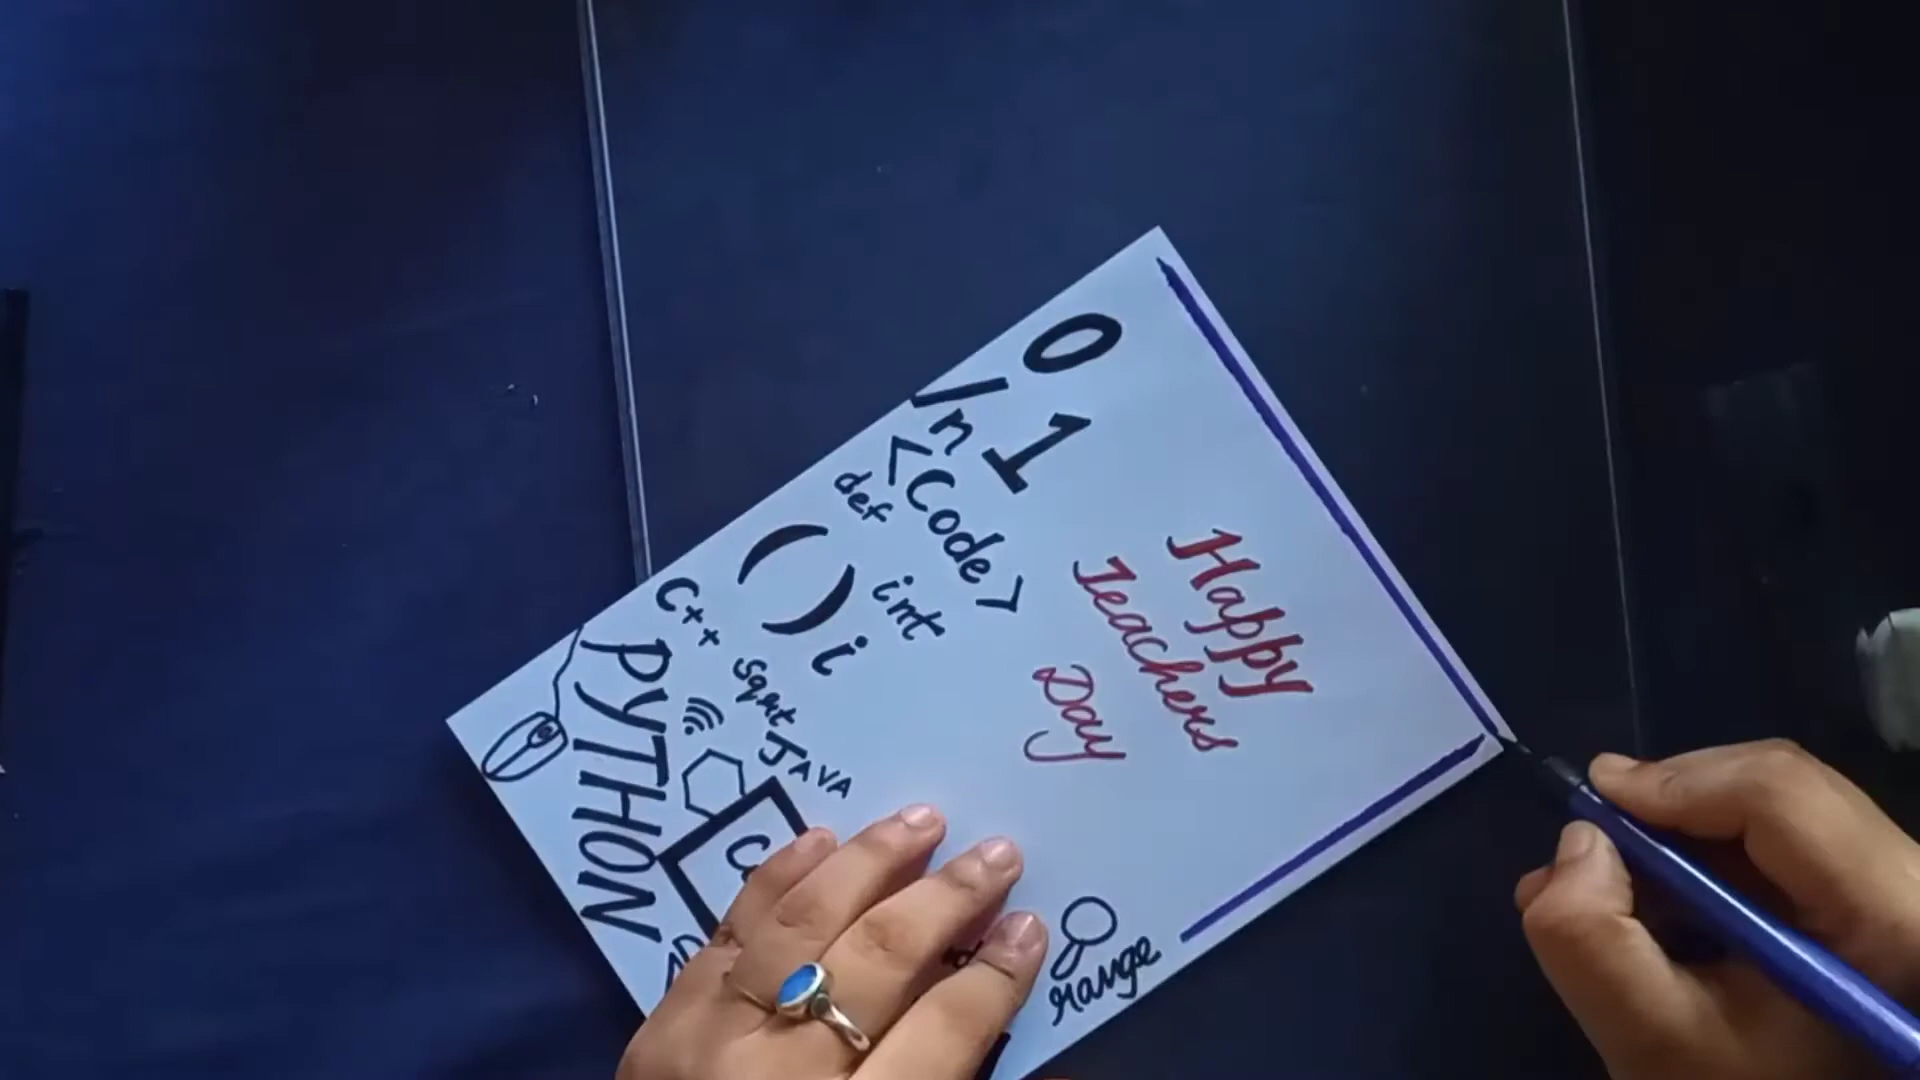 0
\n
1
<Code>
def
( )
int
i
C++
sqrt
PYTHON
JAVA
Happy
Teachers
Day
range